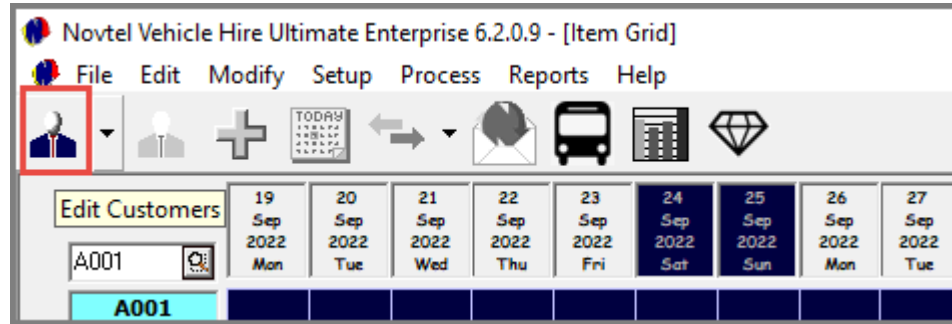 Novtel Vehicle Hire Ultimate Enterprise 6.2.0.9 - [Item Grid]
File Edit Modify Setup Process Reports Help
TODAY
Edit Customers
19 Sep 2022 Mon
20 Sep 2022 Tue
21 Sep 2022 Wed
22 Sep 2022 Thu
23 Sep 2022 Fri
24 Sep 2022 Sat
25 Sep 2022 Sun
26 Sep 2022 Mon
27 Sep 2022 Tue
A001
A001